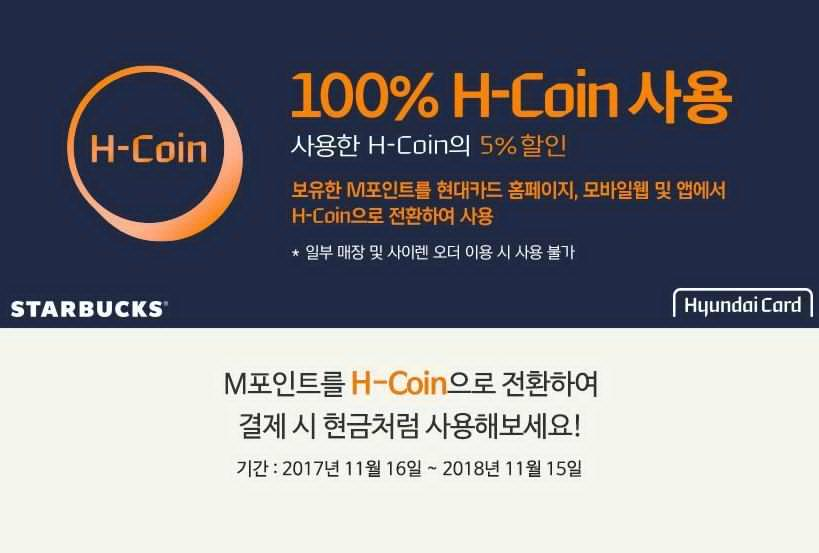 H-Coin
100% H-Coin 사용
사용한 H-Coin의 5% 할인
보유한 M포인트를 현대카드 홈페이지, 모바일웹 및 앱에서
H-Coin으로 전환하여 사용
* 일부 매장 및 사이렌 오더 이용 시 사용 불가
STARBUCKS®
Hyundai Card
M포인트를 H-Coin으로 전환하여
결제 시 현금처럼 사용해보세요!
기간 : 2017년 11월 16일 ~ 2018년 11월 15일